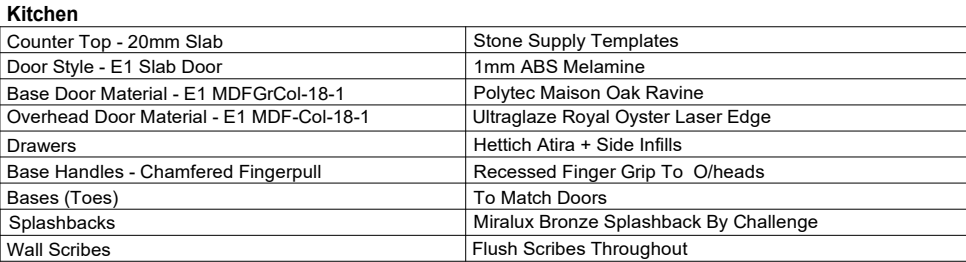 Kitchen
Counter Top - 20mm Slab Stone Supply Templates
Door Style - E1 Slab Door 1mm ABS Melamine
Base Door Material - E1 MDFGrCol-18-1 Polytec Maison Oak Ravine
Overhead Door Material - E1 MDF-Col-18-1 Ultraglaze Royal Oyster Laser Edge
Drawers Hettich Atira + Side Infills
Base Handles - Chamfered Fingerpull Recessed Finger Grip To O/heads
Bases (Toes) To Match Doors
Splashbacks Miralux Bronze Splashback By Challenge
Wall Scribes Flush Scribes Throughout